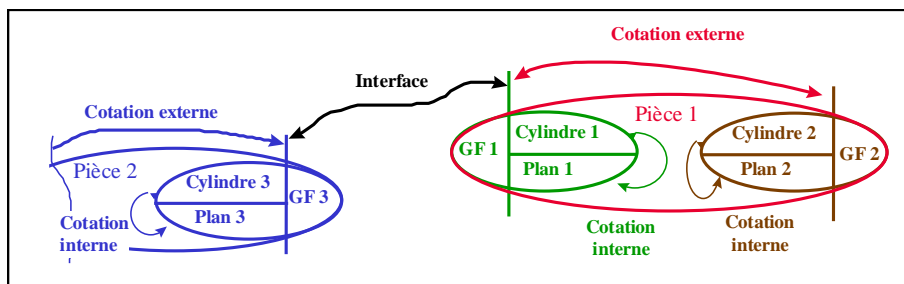 Cotation externe
Interface
Cotation externe
Pièce 1
Cylindre 1
GF 1
Plan 1
Cylindre 2
GF 2
Plan 2
Pièce 2
Cylindre 3
GF 3
Plan 3
Cotation
interne
Cotation
interne
Cotation
interne